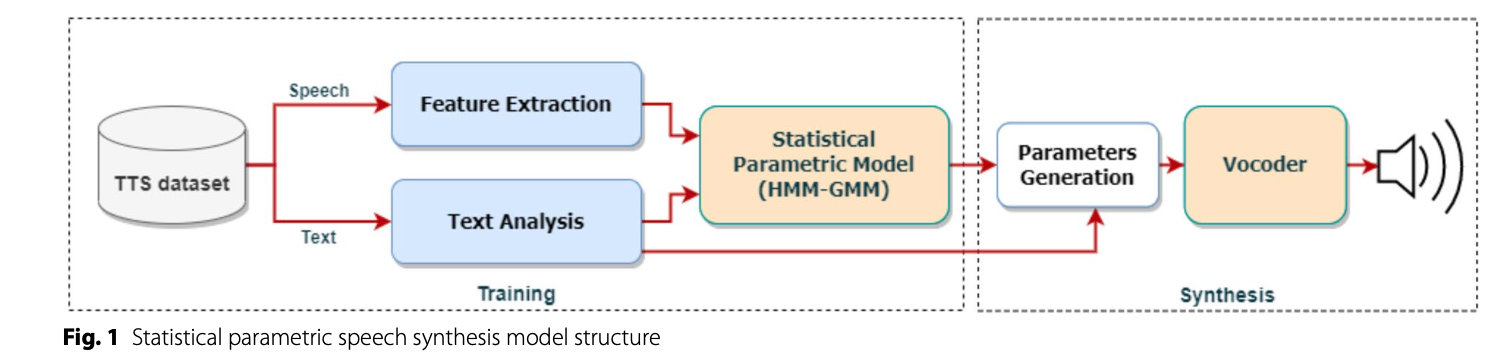 Speech
Feature Extraction
TTS dataset
Text
Text Analysis
Statistical
Parametric Model
(HMM-GMM)
Parameters
Generation
Vocoder
Training
Synthesis
Fig. 1 Statistical parametric speech synthesis model structure